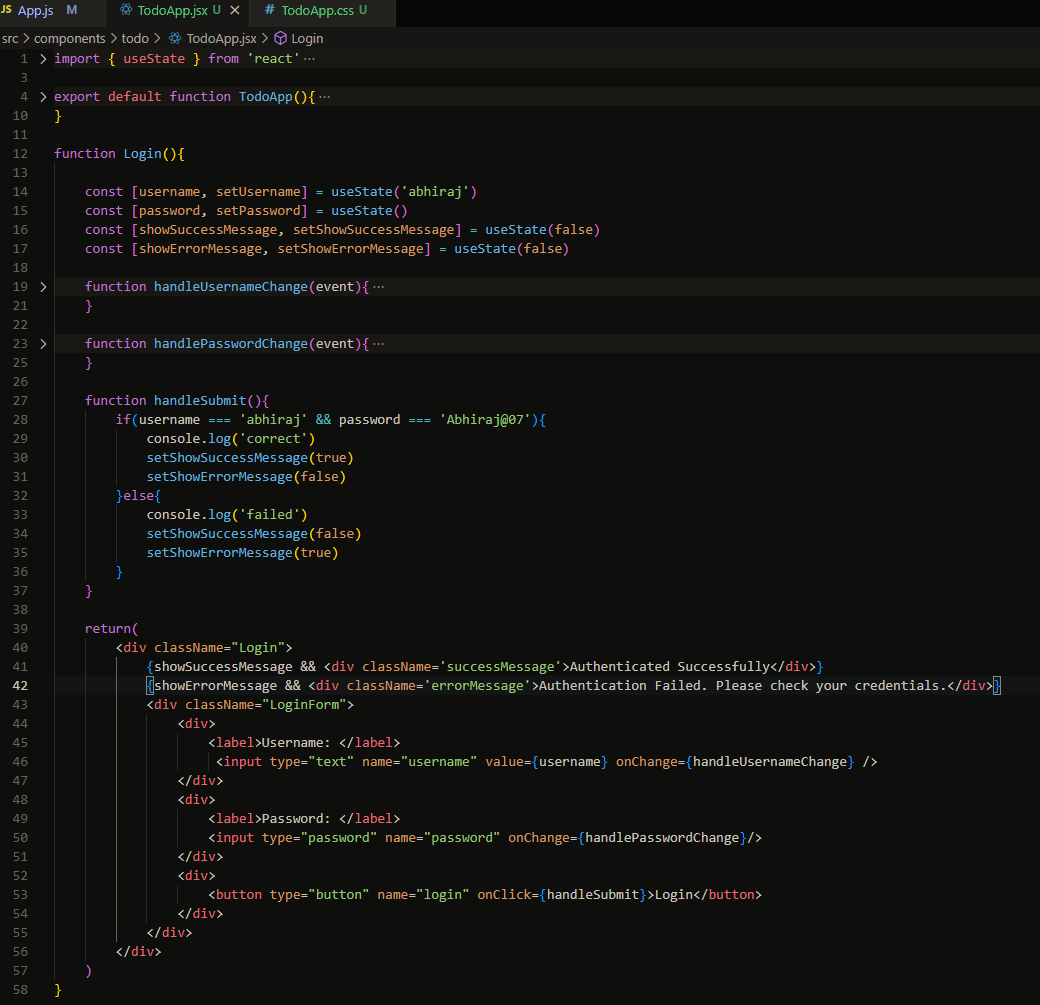 JS App.js M TodoApp.jsx U × # TodoApp.css U
src > components > todo > TodoApp.jsx > Login
1 > import { useState } from 'react'···
3
4 > export default function TodoApp(){···
10 }
11
12 function Login(){
13
14 const [username, setUsername] = useState('abhiraj')
15 const [password, setPassword] = useState()
16 const [showSuccessMessage, setShowSuccessMessage] = useState(false)
17 const [showErrorMessage, setShowErrorMessage] = useState(false)
18
19 > function handleUsernameChange(event){···
21 }
22
23 > function handlePasswordChange(event){···
25 }
26
27 function handleSubmit(){
28 if(username === 'abhiraj' && password === 'Abhiraj@07'){
29 console.log('correct')
30 setShowSuccessMessage(true)
31 setShowErrorMessage(false)
32 }else{
33 console.log('failed')
34 setShowSuccessMessage(false)
35 setShowErrorMessage(true)
36 }
37 }
38
39 return(
40 <div className="Login">
41 {showSuccessMessage && <div className='successMessage'>Authenticated Successfully</div>}
42 {showErrorMessage && <div className='errorMessage'>Authentication Failed. Please check your credentials.</div>}
43 <div className="LoginForm">
44 <div>
45 <label>Username: </label>
46 <input type="text" name="username" value={username} onChange={handleUsernameChange} />
47 </div>
48 <div>
49 <label>Password: </label>
50 <input type="password" name="password" onChange={handlePasswordChange}/>
51 </div>
52 <div>
53 <button type="button" name="login" onClick={handleSubmit}>Login</button>
54 </div>
55 </div>
56 </div>
57 )
58 }